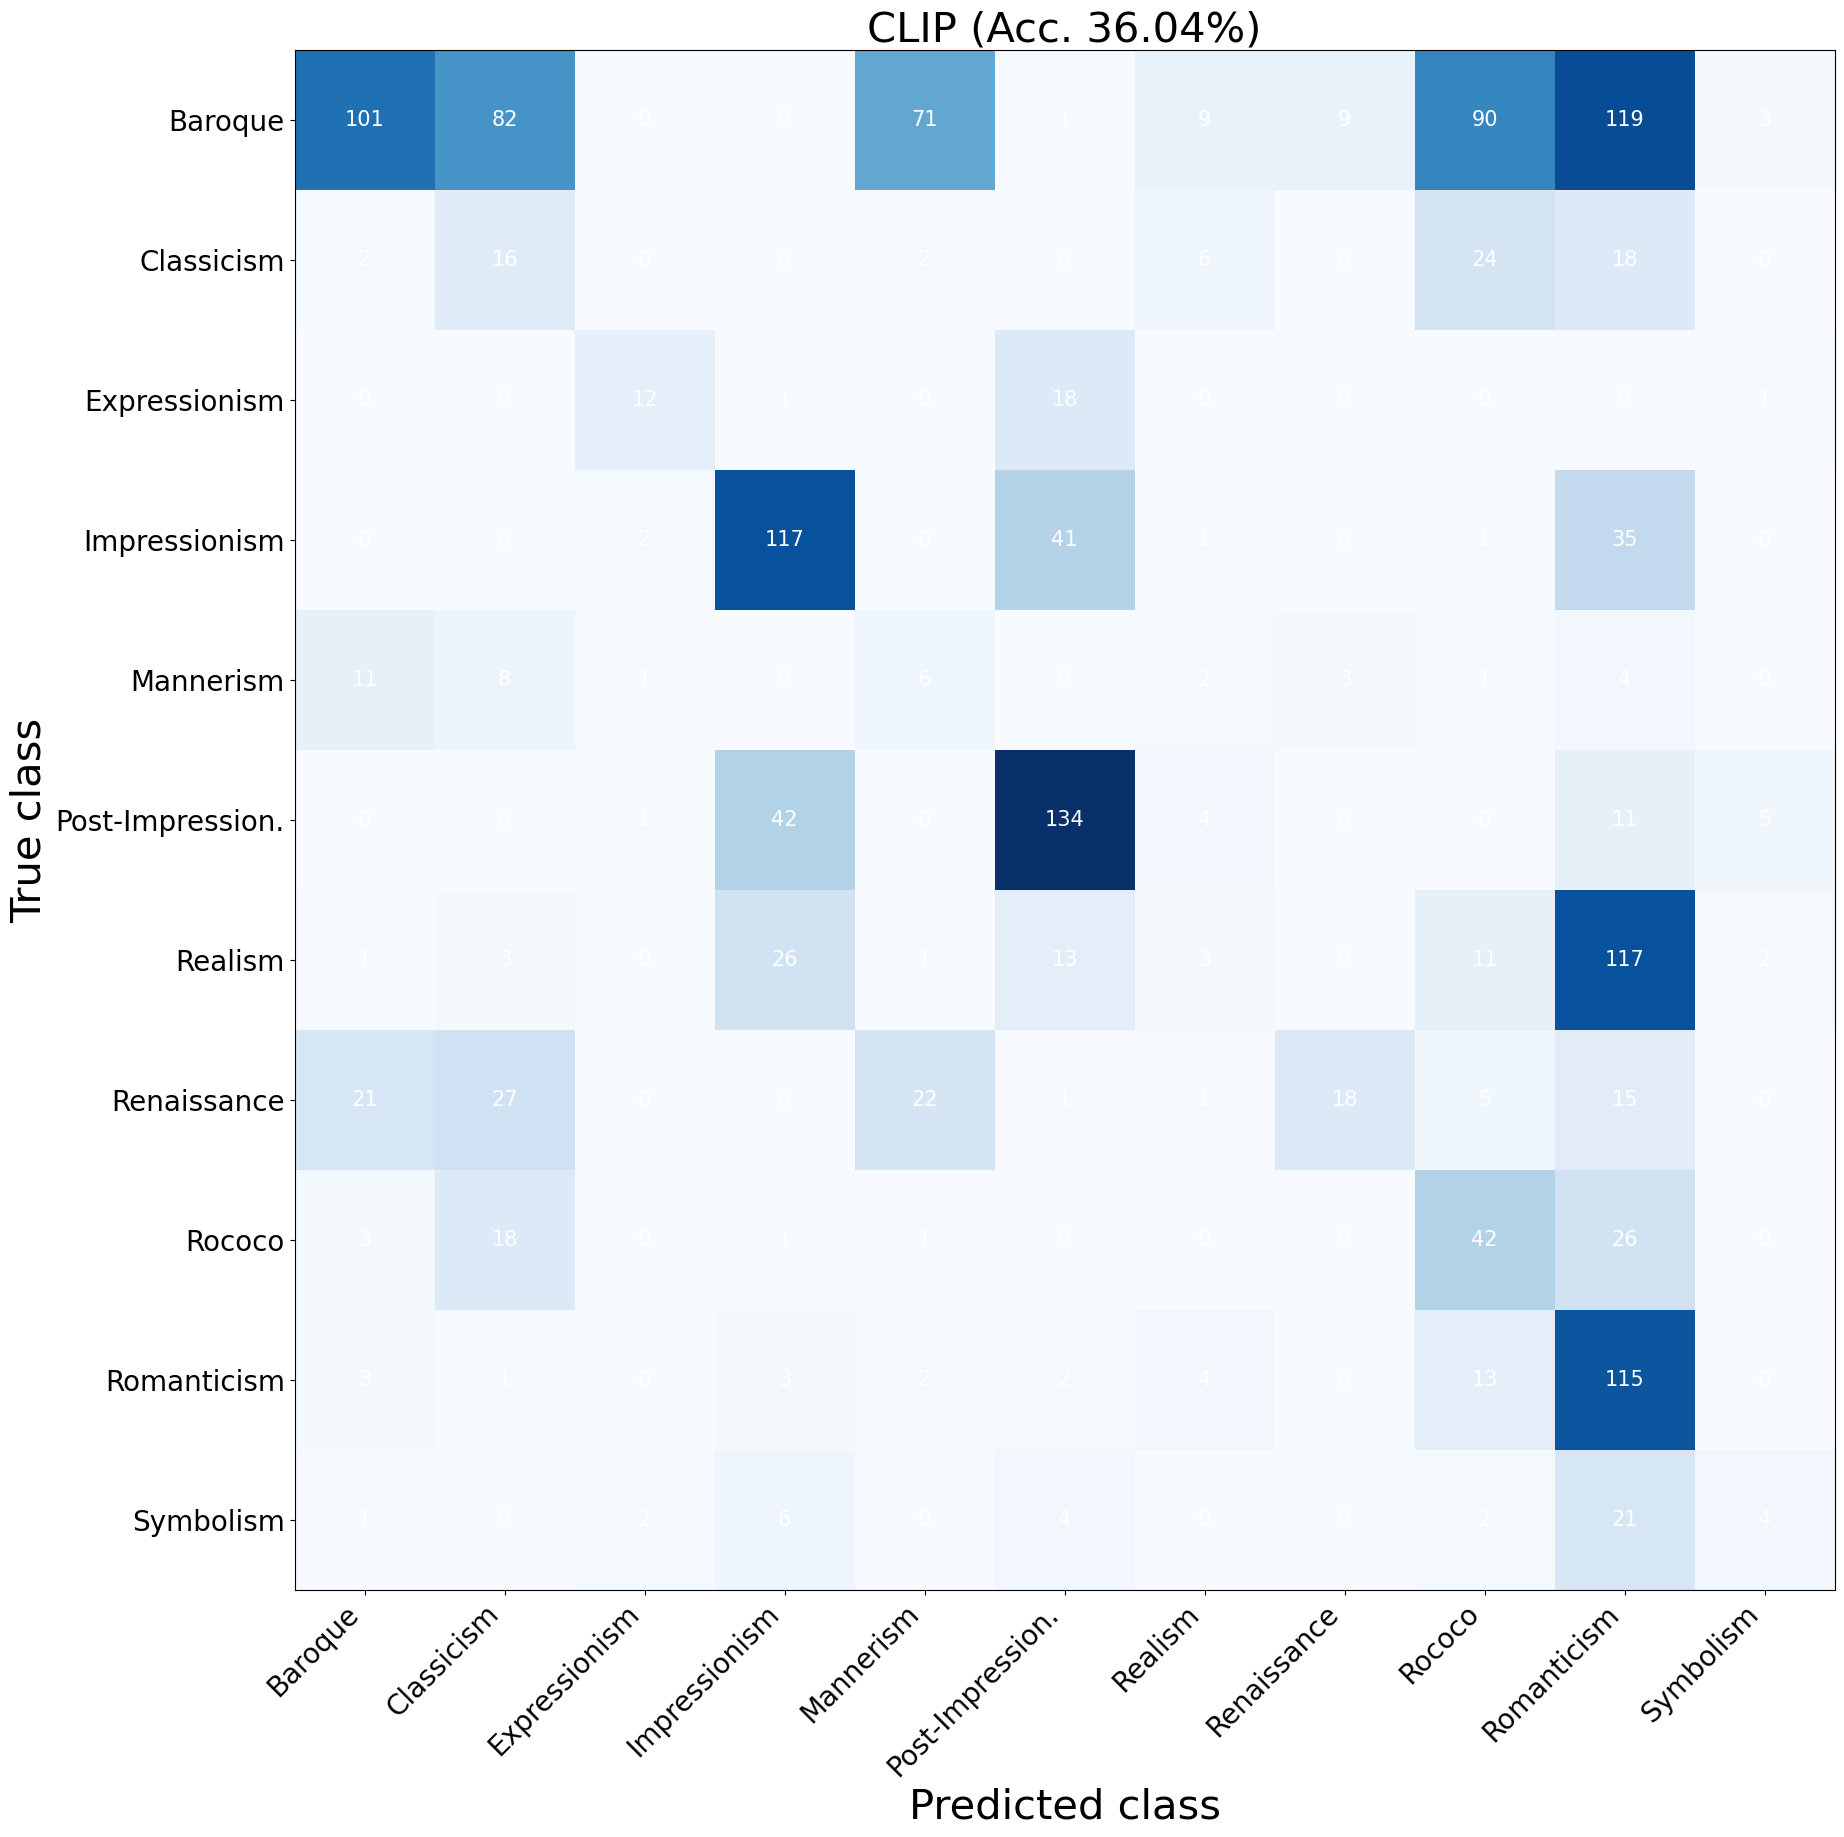 CLIP (Acc. 36.04%)
True class
Baroque 101 82 0 0 71 1 9 9 90 119 3
Classicism 2 16 0 0 2 0 6 0 24 18 0
Expressionism 0 0 12 1 0 18 0 0 0 0 1
Impressionism 0 0 2 117 0 41 1 0 1 35 0
Mannerism 11 8 1 0 6 0 2 3 1 4 0
Post-Impression. 0 0 1 42 0 134 4 0 0 11 5
Realism 1 3 0 26 1 13 3 0 11 117 2
Renaissance 21 27 0 0 22 1 1 18 5 15 0
Rococo 3 18 0 1 1 0 0 0 42 26 0
Romanticism 3 1 0 3 2 2 4 0 13 115 0
Symbolism 1 0 2 6 0 4 0 0 2 21 4
Baroque Classicism Expressionism Impressionism Mannerism Post-Impression. Realism Renaissance Rococo Romanticism Symbolism
Predicted class